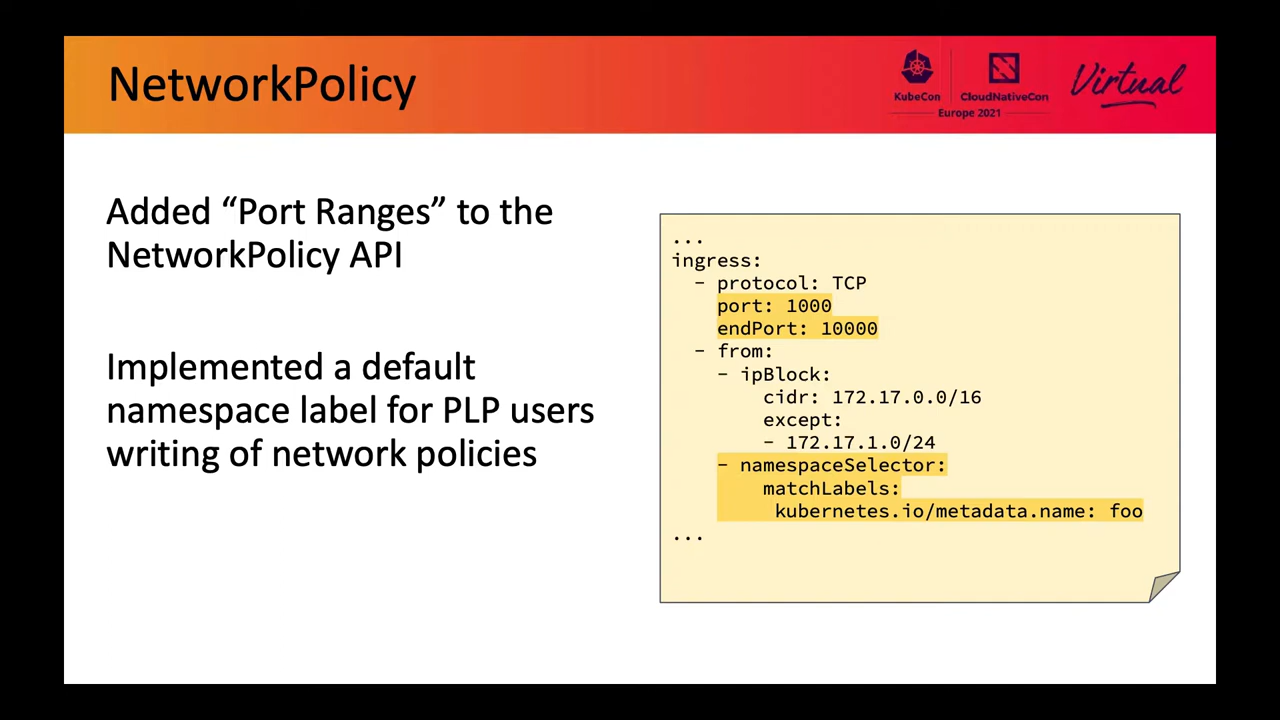 NetworkPolicy
KubeCon
CloudNativeCon
Europe 2021
Virtual
Added “Port Ranges” to the
NetworkPolicy API
Implemented a default
namespace label for PLP users
writing of network policies
...
ingress:
  - protocol: TCP
    port: 1000
    endPort: 10000
  - from:
    - ipBlock:
        cidr: 172.17.0.0/16
        except:
        - 172.17.1.0/24
    - namespaceSelector:
        matchLabels:
         kubernetes.io/metadata.name: foo
...